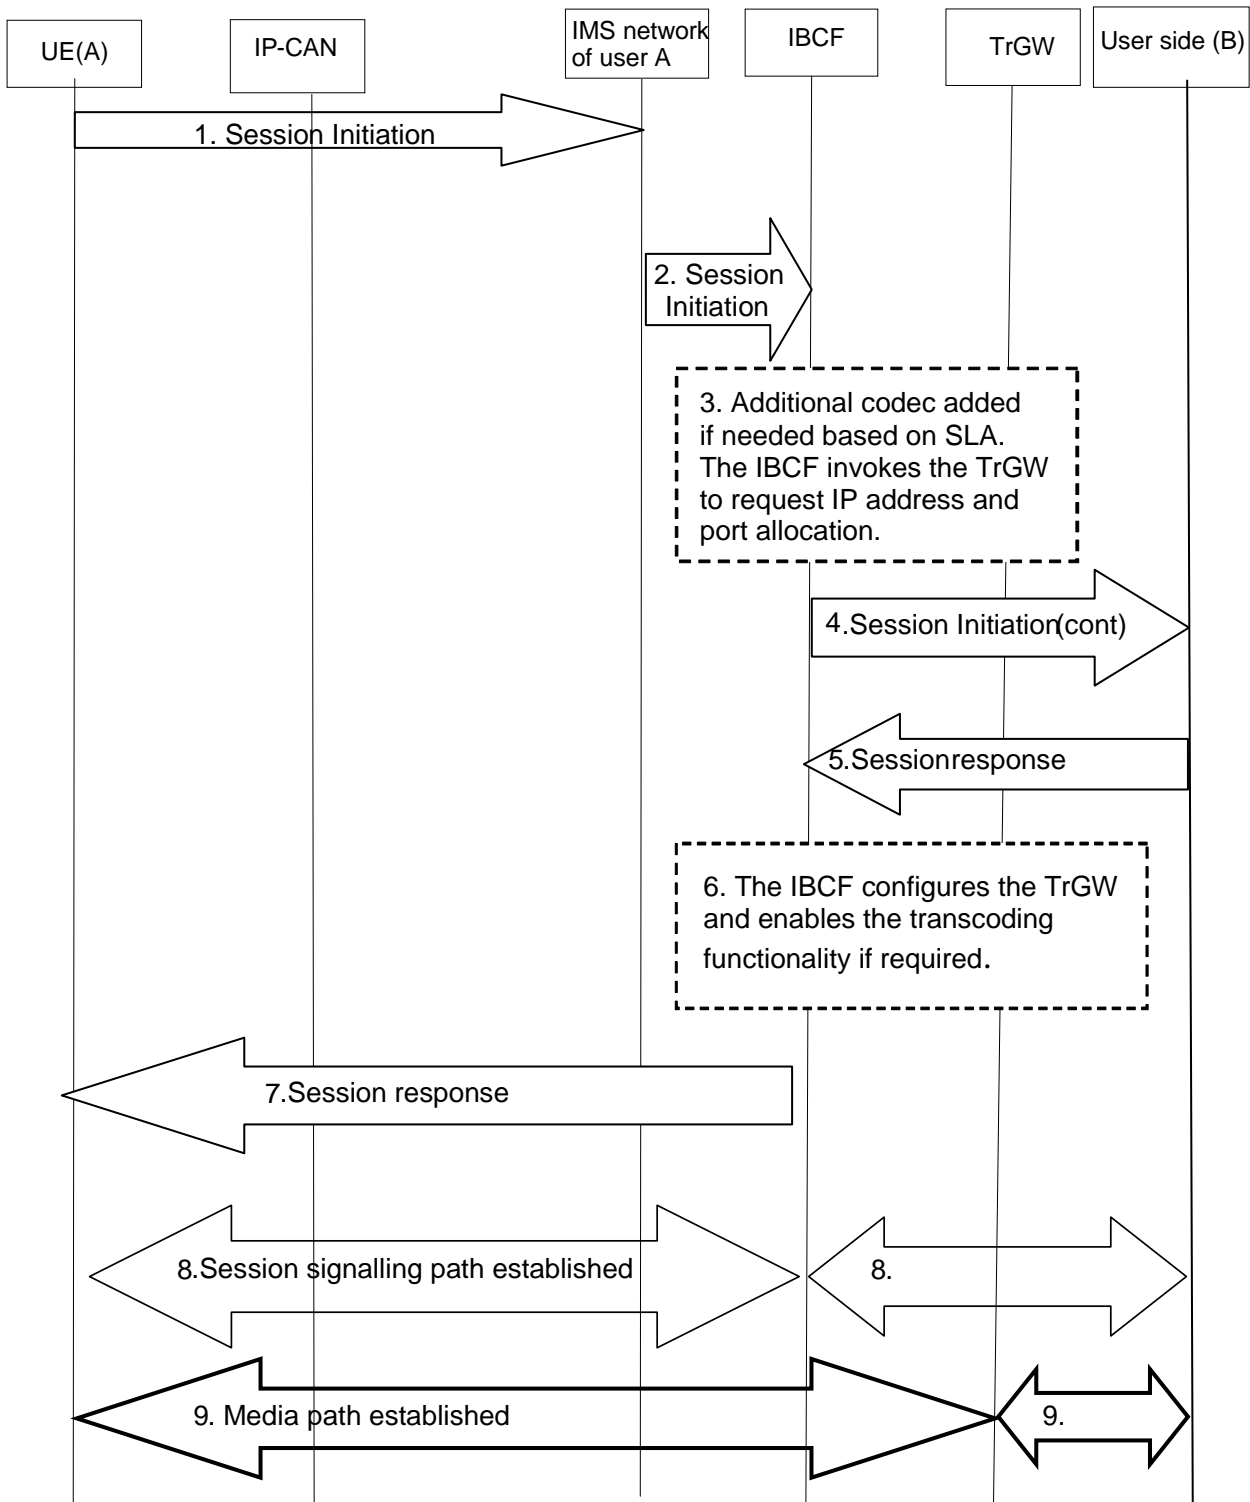 UE(A)
IP-CAN
IMS network
of user A
IBCF
TrGW
User side (B)
1. Session Initiation
2. Session
Initiation
3. Additional codec added
if needed based on SLA.
The IBCF invokes the TrGW
to request IP address and
port allocation.
4.Session Initiation(cont)
5.Sessionresponse
6. The IBCF configures the TrGW
and enables the transcoding
functionality if required.
7.Session response
8.Session signalling path established
8.
9. Media path established
9.